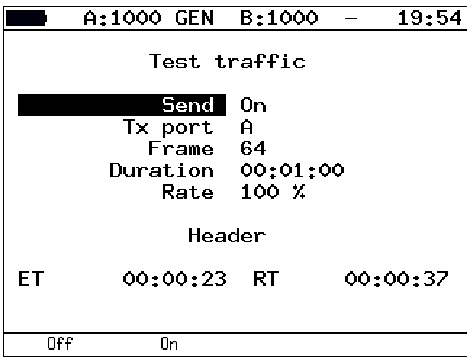 A:1000 GEN B:1000 – 19:54
Test traffic
Send On
Tx port A
Frame 64
Duration 00:01:00
Rate 100 %
Header
ET 00:00:23 RT 00:00:37
Off On